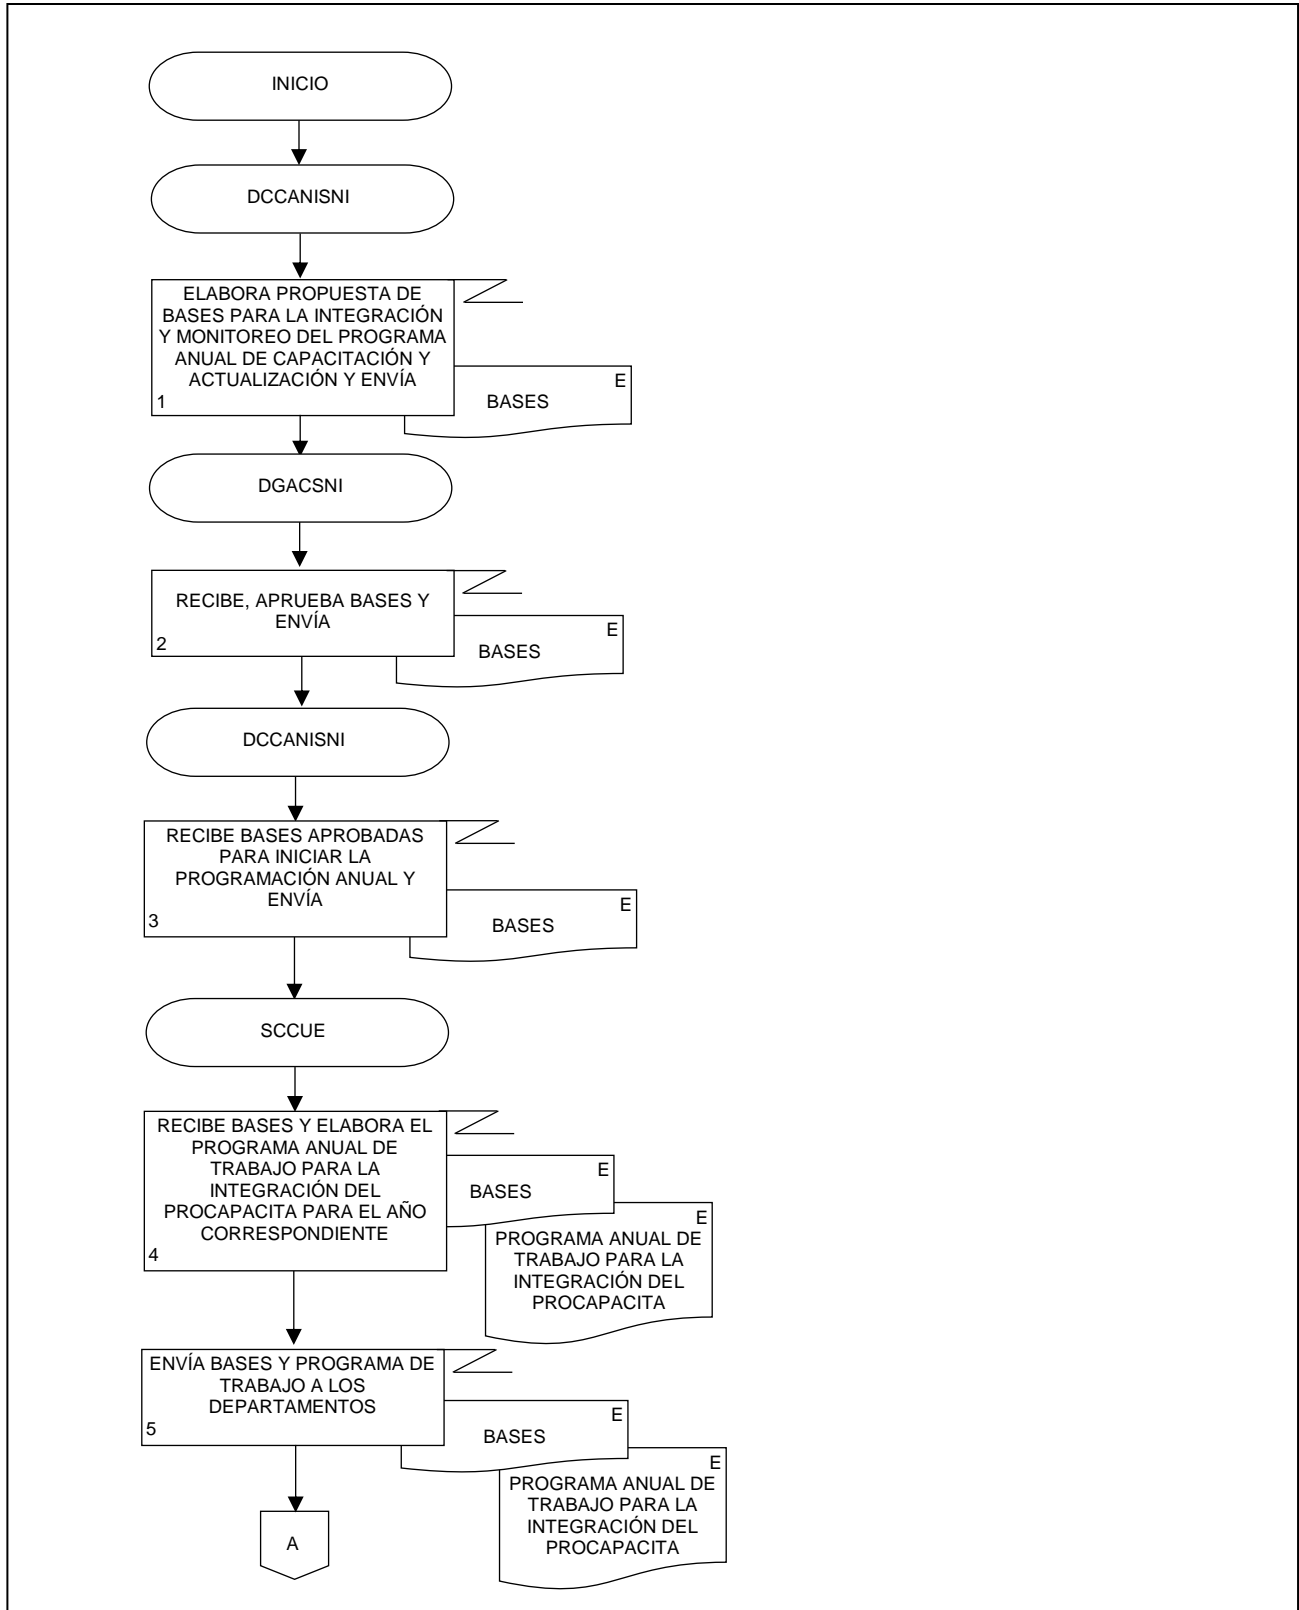 INICIO
DCCANISNI
ELABORA PROPUESTA DE
BASES PARA LA INTEGRACIÓN
Y MONITOREO DEL PROGRAMA
ANUAL DE CAPACITACIÓN Y
ACTUALIZACIÓN Y ENVÍA
1
E
BASES
DGACSNI
RECIBE, APRUEBA BASES Y
ENVÍA
2
E
BASES
DCCANISNI
RECIBE BASES APROBADAS
PARA INICIAR LA
PROGRAMACIÓN ANUAL Y
ENVÍA
3
E
BASES
SCCUE
RECIBE BASES Y ELABORA EL
PROGRAMA ANUAL DE
TRABAJO PARA LA
INTEGRACIÓN DEL
PROCAPACITA PARA EL AÑO
CORRESPONDIENTE
4
E
BASES
E
PROGRAMA ANUAL DE
TRABAJO PARA LA
INTEGRACIÓN DEL
PROCAPACITA
ENVÍA BASES Y PROGRAMA DE
TRABAJO A LOS
DEPARTAMENTOS
5
E
BASES
E
PROGRAMA ANUAL DE
TRABAJO PARA LA
INTEGRACIÓN DEL
PROCAPACITA
A